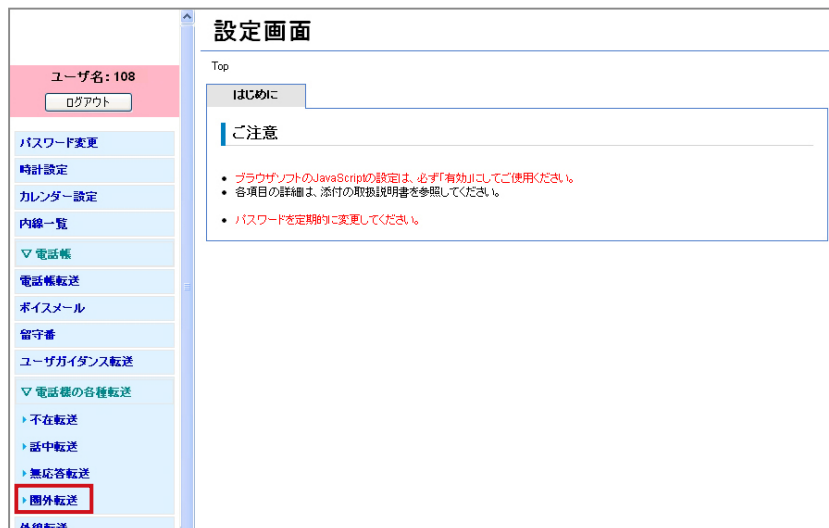 設定画面
Top
ユーザ名：108
ログアウト
はじめに
ご注意
パスワード変更
時計設定
カレンダー設定
内線一覧
▽ 電話帳
電話帳転送
ボイスメール
留守番
ユーザガイダンス転送
▽ 電話機の各種転送
不在転送
話中転送
無応答転送
圏外転送
外線転送
• ブラウザソフトのJavaScriptの設定は、必ず「有効」にしてご使用ください。
• 各項目の詳細は、添付の取扱説明書を参照してください。
• パスワードを定期的に変更してください。